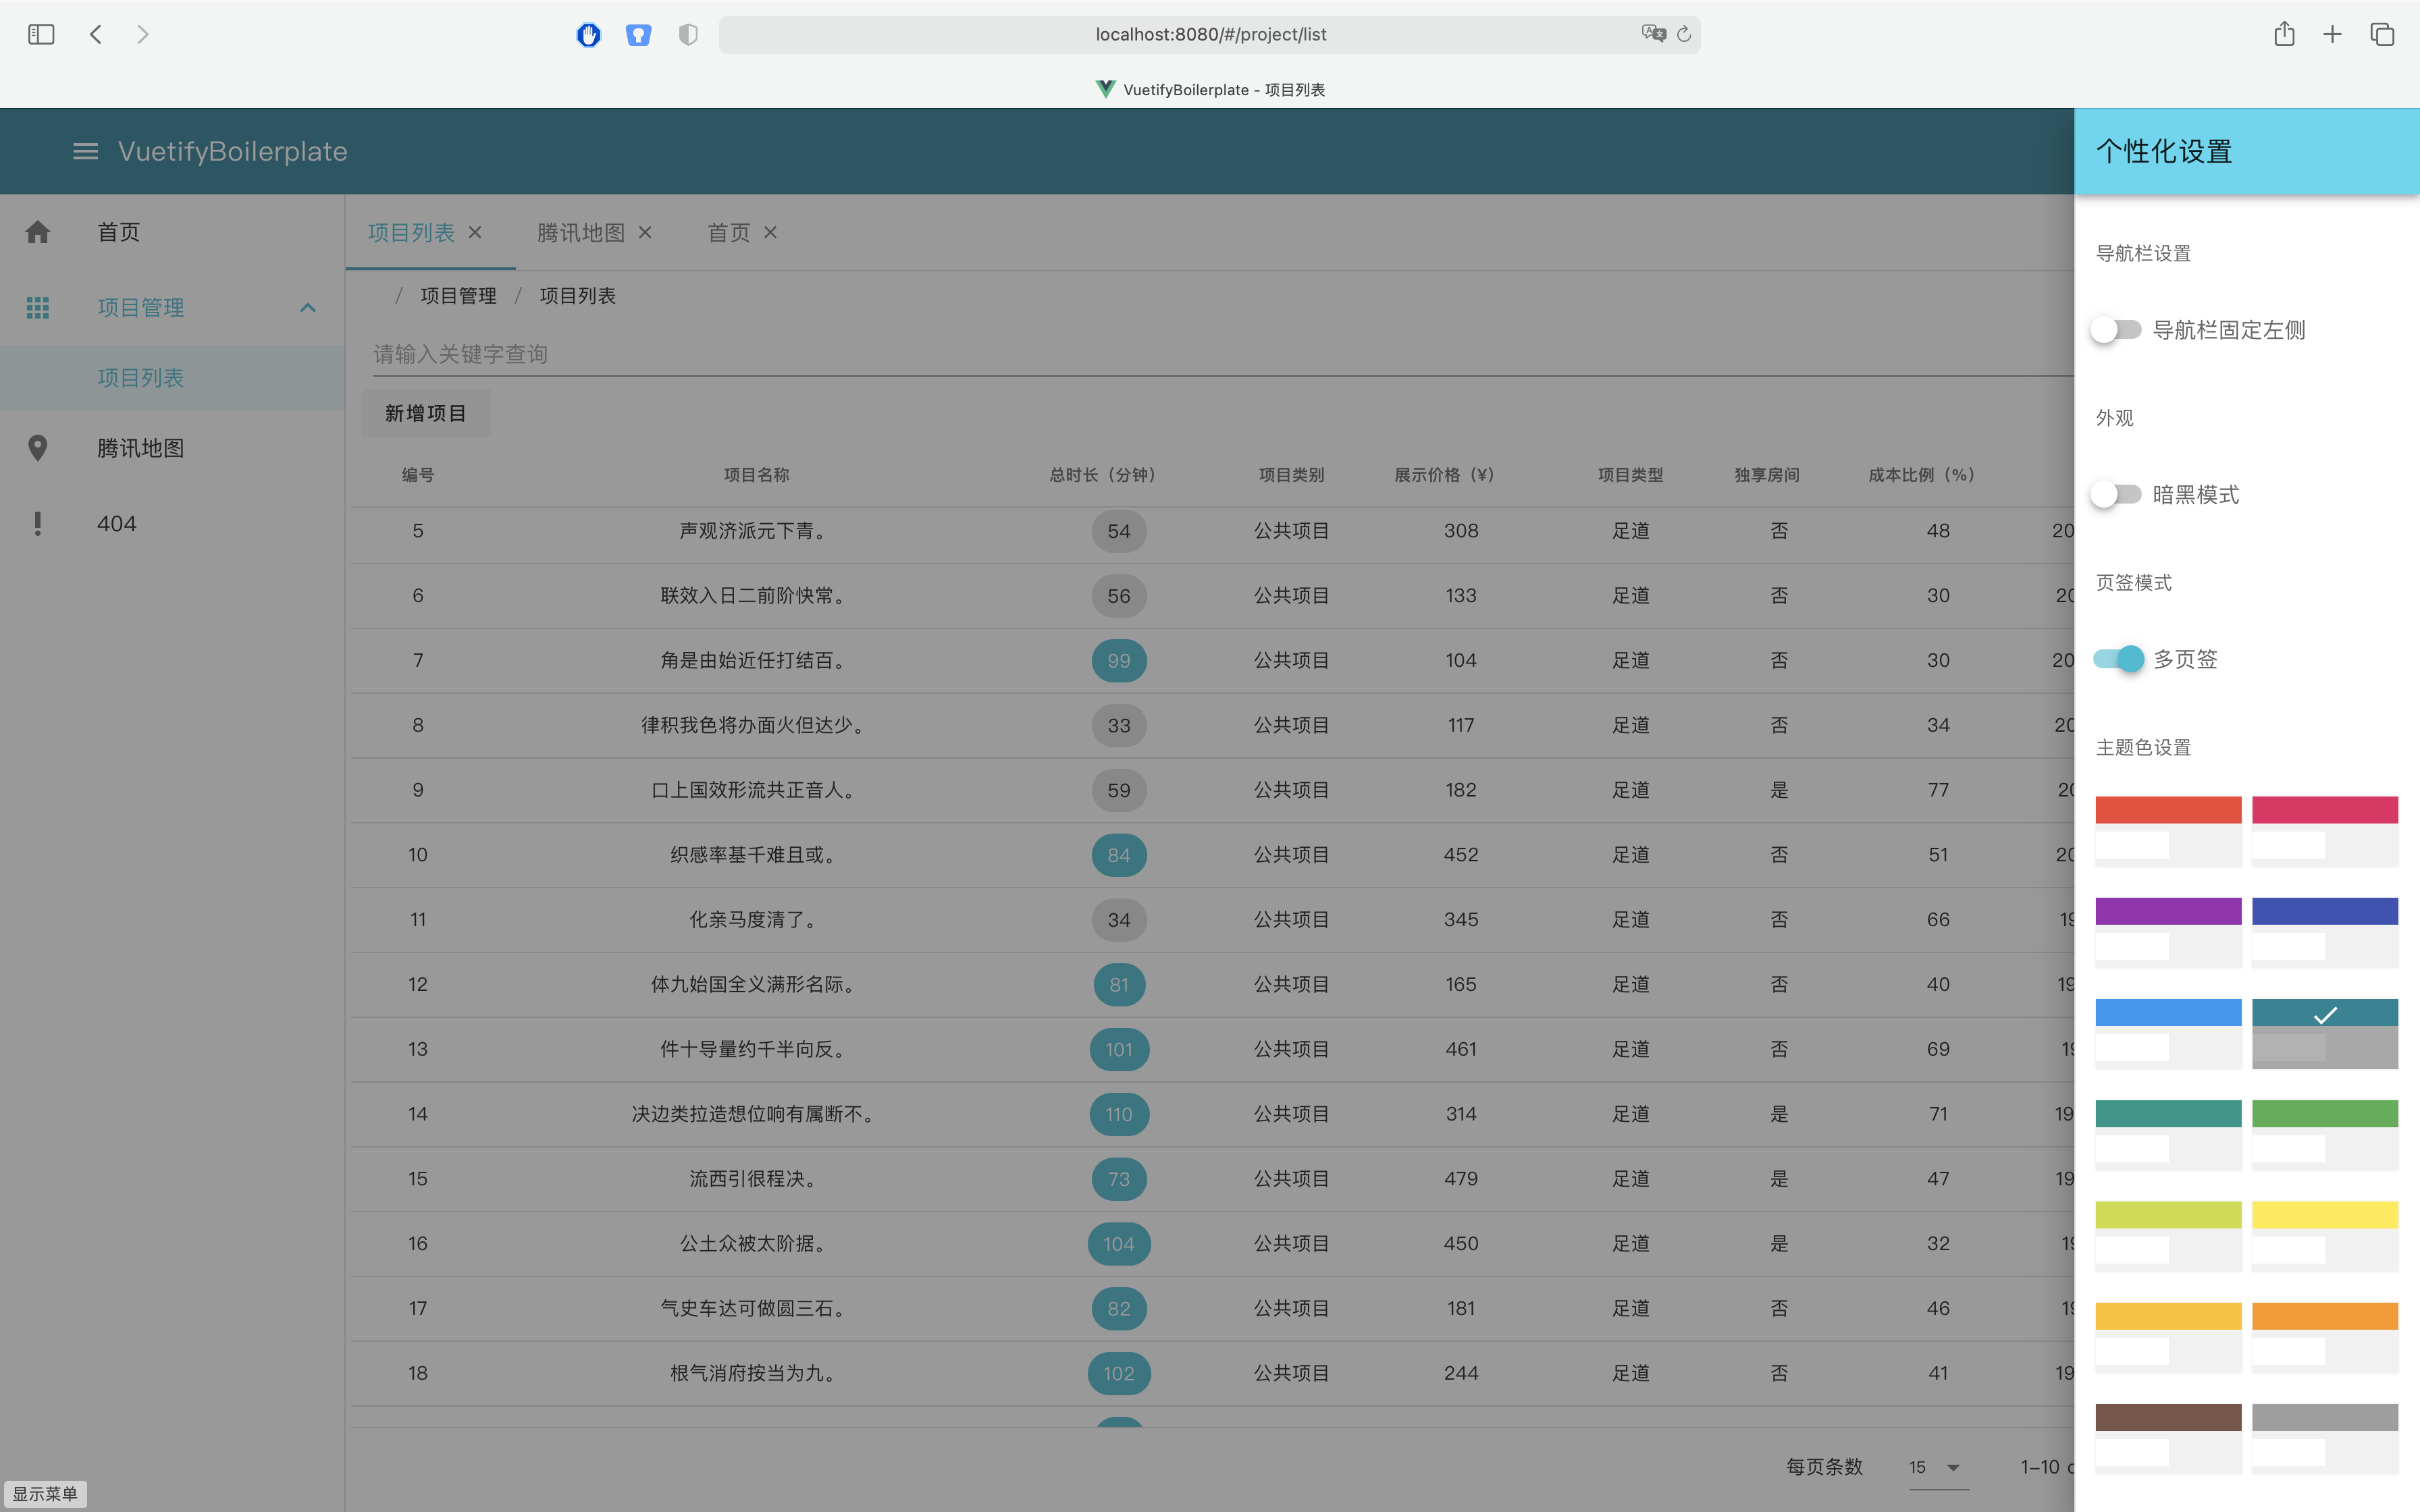 localhost:8080/#/project/list
VuetifyBoilerplate - 项目列表
VuetifyBoilerplate
个性化设置
首页
项目管理
项目列表
腾讯地图
404
项目列表 腾讯地图 首页
/ 项目管理 / 项目列表
请输入关键字查询
新增项目
编号 项目名称 总时长（分钟） 项目类别 展示价格（¥） 项目类型 独享房间 成本比例（%）
5 声观济派元下青。 54 公共项目 308 足道 否 48 20
6 联效入日二前阶快常。 56 公共项目 133 足道 否 30 20
7 角是由始近任打结百。 99 公共项目 104 足道 否 30 20
8 律积我色将办面火但达少。 33 公共项目 117 足道 否 34 20
9 口上国效形流共正音人。 59 公共项目 182 足道 是 77 20
10 织感率基千难且或。 84 公共项目 452 足道 否 51 20
11 化亲马度清了。 34 公共项目 345 足道 否 66 19
12 体九始国全义满形名际。 81 公共项目 165 足道 否 40 19
13 件十导量约千半向反。 101 公共项目 461 足道 否 69 19
14 决边类拉造想位响有属断不。 110 公共项目 314 足道 是 71 19
15 流西引很程决。 73 公共项目 479 足道 是 47 19
16 公土众被太阶据。 104 公共项目 450 足道 是 32 19
17 气史车达可做圆三石。 82 公共项目 181 足道 否 46 19
18 根气消府按当为九。 102 公共项目 244 足道 否 41 19
每页条数 15 1-10
导航栏设置
导航栏固定左侧
外观
暗黑模式
页签模式
多页签
主题色设置
显示菜单